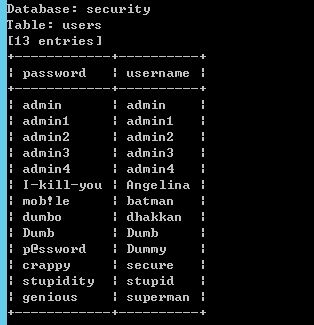 Database: security
Table: users
[13 entries]
+------------+----------+
¦ password   ¦ username ¦
+------------+----------+
¦ admin      ¦ admin    ¦
¦ admin1     ¦ admin1   ¦
¦ admin2     ¦ admin2   ¦
¦ admin3     ¦ admin3   ¦
¦ admin4     ¦ admin4   ¦
¦ I-kill-you ¦ Angelina ¦
¦ mob!le     ¦ batman   ¦
¦ dumbo      ¦ dhakkan  ¦
¦ Dumb       ¦ Dumb     ¦
¦ p@ssword   ¦ Dummy    ¦
¦ crappy     ¦ secure   ¦
¦ stupidity  ¦ stupid   ¦
¦ genious    ¦ superman ¦
+------------+----------+